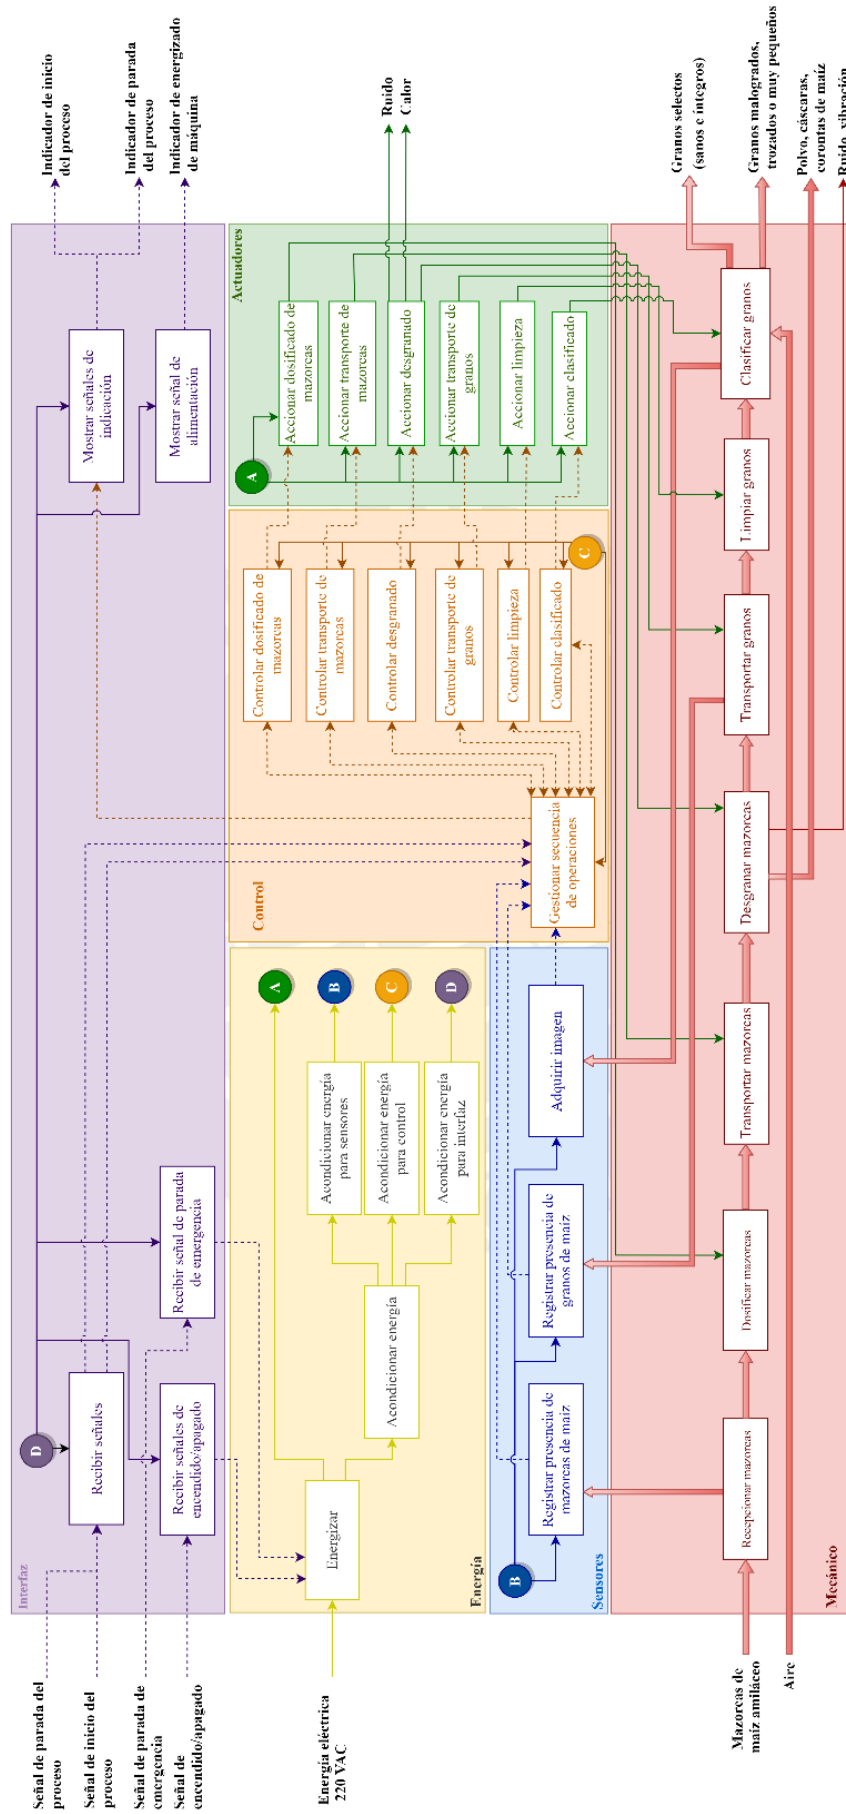 Señal de parada del
proceso
Señal de inicio del
proceso
Señal de parada de
emergencia
Señal de
encendido/apagado
Energía eléctrica
220 VAC
Mazorcas de
maíz amiláceo
Aire
Interfaz
D
Recibir señales
Recibir señales de
encendido/apagado
Recibir señal de parada
de emergencia
Mostrar señales de
indicación
Mostrar señal de
alimentación
Indicador de inicio
del proceso
Indicador de parada
del proceso
Indicador de energizado
de máquina
Energía
Energizar
Acondicionar energía
Acondicionar energía
para sensores
Acondicionar energía
para control
Acondicionar energía
para interfaz
A
B
C
D
Control
Gestionar secuencia
de operaciones
Controlar dosificado de
mazorcas
Controlar transporte de
mazorcas
Controlar desgranado
Controlar transporte de
granos
Controlar limpieza
Controlar clasificado
C
Actuadores
A
Accionar dosificado de
mazorcas
Accionar transporte de
mazorcas
Accionar desgranado
Accionar transporte de
granos
Accionar limpieza
Accionar clasificado
Ruido
Calor
Sensores
B
Registrar presencia de
mazorcas de maíz
Registrar presencia de
granos de maíz
Adquirir imagen
Mecánico
Recepcionar mazorcas
Dosificar mazorcas
Transportar mazorcas
Desgranar mazorcas
Transportar granos
Limpiar granos
Clasificar granos
Granos selectos
(sanos e íntegros)
Granos malogrados,
trozados o muy pequeños
Polvo, cáscaras,
corontas de maíz
Ruido, vibración